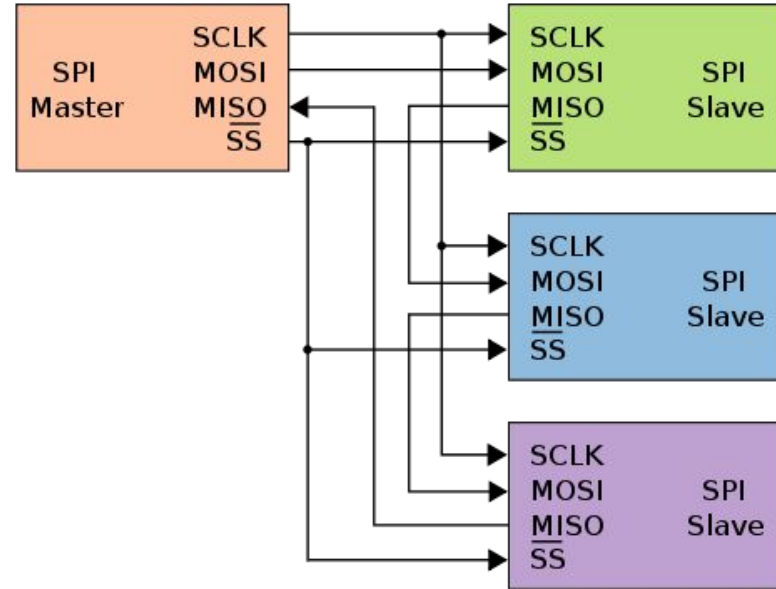 SPI
Master
SCLK
MOSI
MISO
SS
SCLK
MOSI
MISO
SS
SPI
Slave
SCLK
MOSI
MISO
SS
SPI
Slave
SCLK
MOSI
MISO
SS
SPI
Slave